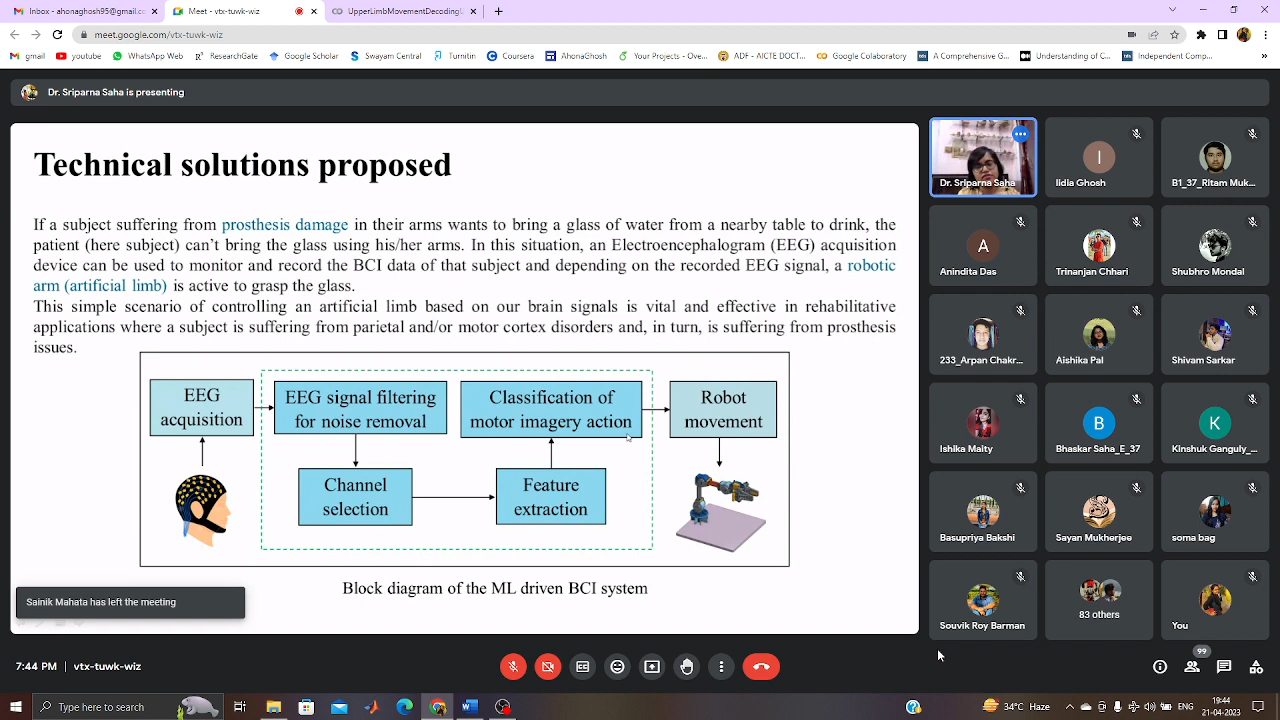 Inbox - ahonaghosh95@gmail.cc
Meet - vtx-tuwk-wiz
UpperLimbMovementDecodingU
meet.google.com/vtx-tuwk-wiz
gmail
youtube
WhatsApp Web
ResearchGate
Google Scholar
Swayam Central
Turnitin
Coursera
AhonaGhosh
Your Projects - Ove...
ADF - AICTE DOCT...
Google Colaboratory
A Comprehensive G...
Understanding of C...
Independent Comp...
»
Dr. Sriparna Saha is presenting
Technical solutions proposed
If a subject suffering from prosthesis damage in their arms wants to bring a glass of water from a nearby table to drink, the
patient (here subject) can't bring the glass using his/her arms. In this situation, an Electroencephalogram (EEG) acquisition
device can be used to monitor and record the BCI data of that subject and depending on the recorded EEG signal, a robotic
arm (artificial limb) is active to grasp the glass.
This simple scenario of controlling an artificial limb based on our brain signals is vital and effective in rehabilitative
applications where a subject is suffering from parietal and/or motor cortex disorders and, in turn, is suffering from prosthesis
issues.
EEG
acquisition
EEG signal filtering
for noise removal
Classification of
motor imagery action
Robot
movement
Channel
selection
Feature
extraction
Block diagram of the ML driven BCI system
Sainik Mahata has left the meeting
Dr. Sriparna Saha
I
Ilidia Ghosh
B1_37_Ritam Muk...
A
Anindita Das
Tanajan Chari
Shubro Mondal
233_Arpan Chakr...
Aishika Pal
Shivam Sarkar
Ishika Maity
B
Bhaskar Saha_E_37
K
Kinshuk Ganguly_...
Basupriya Bakshi
Sayan Mukherjee
soma bag
Souvik Roy Barman
83 others
You
7:44 PM | vtx-tuwk-wiz
99
Type here to search
34°C Haze
ENG
19:44
21-04-2023